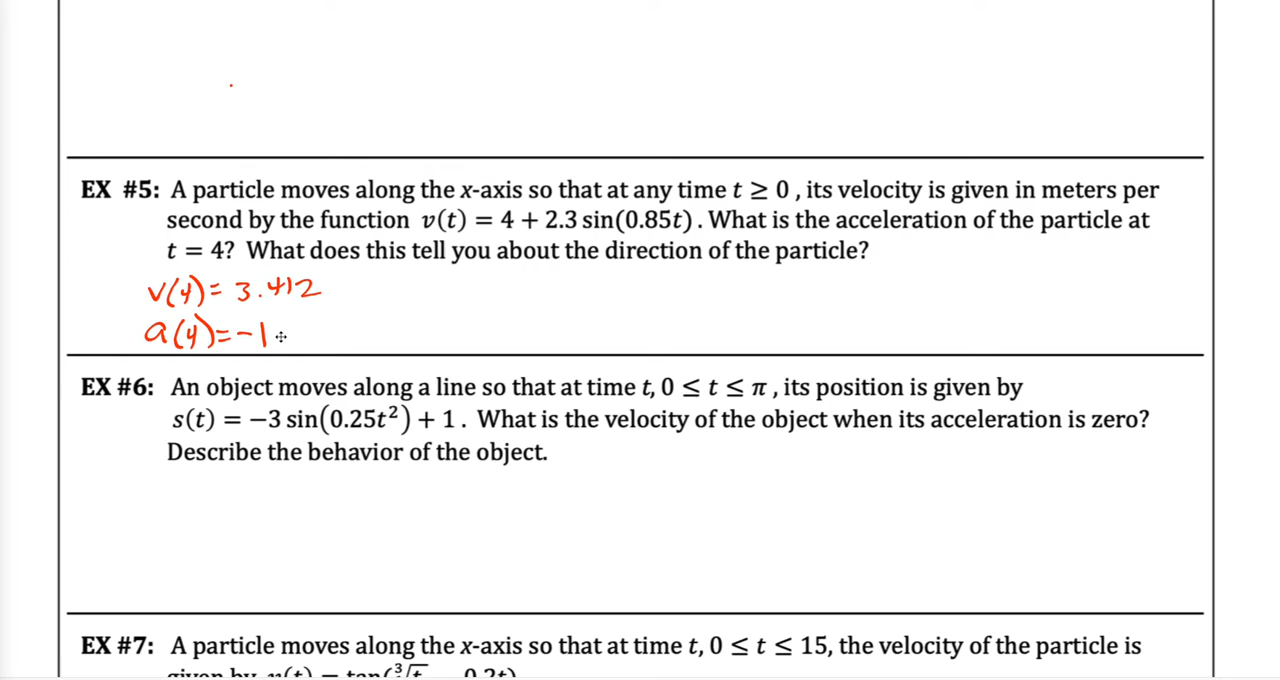 EX #5: A particle moves along the x-axis so that at any time t ≥ 0 , its velocity is given in meters per
second by the function v(t) = 4 + 2.3 sin(0.85t) . What is the acceleration of the particle at
t = 4? What does this tell you about the direction of the particle?
v(4) = 3.412
a(4) = -1
EX #6: An object moves along a line so that at time t, 0 ≤ t ≤ π , its position is given by
s(t) = −3 sin(0.25t²) + 1 . What is the velocity of the object when its acceleration is zero?
Describe the behavior of the object.
EX #7: A particle moves along the x-axis so that at time t, 0 ≤ t ≤ 15, the velocity of the particle is
given by v(t) = tan(∛t − 0.2t)